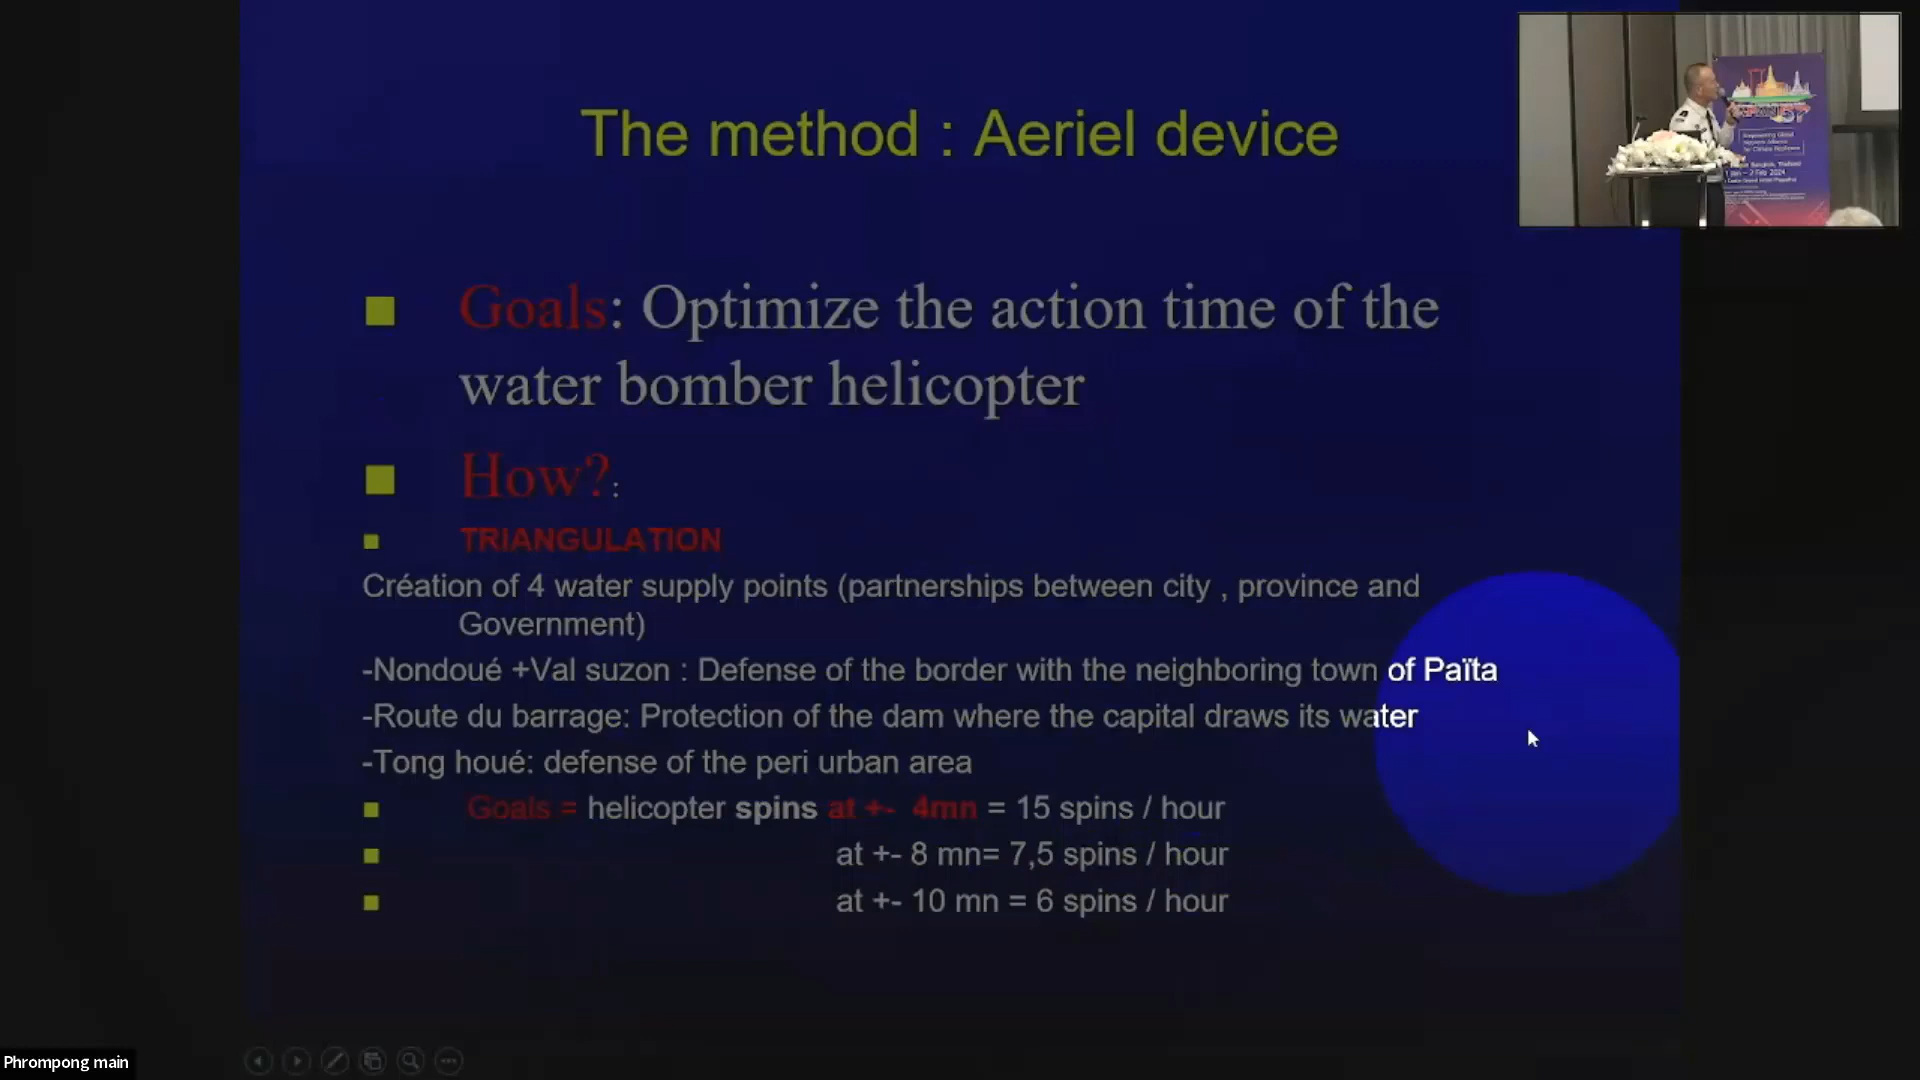 The method : Aeriel device
Goals: Optimize the action time of the
water bomber helicopter
How?:
TRIANGULATION
Création of 4 water supply points (partnerships between city , province and
Government)
-Nondoué +Val suzon : Defense of the border with the neighboring town of Païta
-Route du barrage: Protection of the dam where the capital draws its water
-Tong houé: defense of the peri urban area
Goals = helicopter spins at +- 4mn = 15 spins / hour
at +- 8 mn= 7,5 spins / hour
at +- 10 mn = 6 spins / hour
Phrompong main